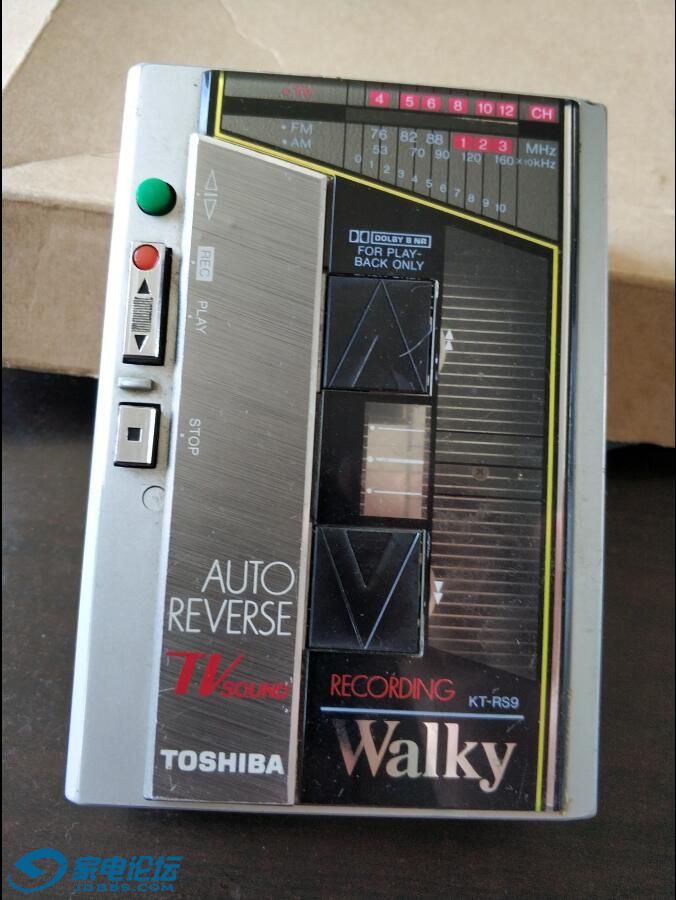 TV 4 5 6 8 10 12 CH
FM 76 82 88 1 2 3 MHz
AM 53 70 90 120 160 ×10kHz
0 1 2 3 4 5 6 7 8 9 10
DOLBY B NR
FOR PLAY-
BACK ONLY
REC
PLAY
STOP
AUTO
REVERSE
TV SOUND
TOSHIBA
RECORDING
KT-RS9
Walky
家电论坛
JDBBS.COM